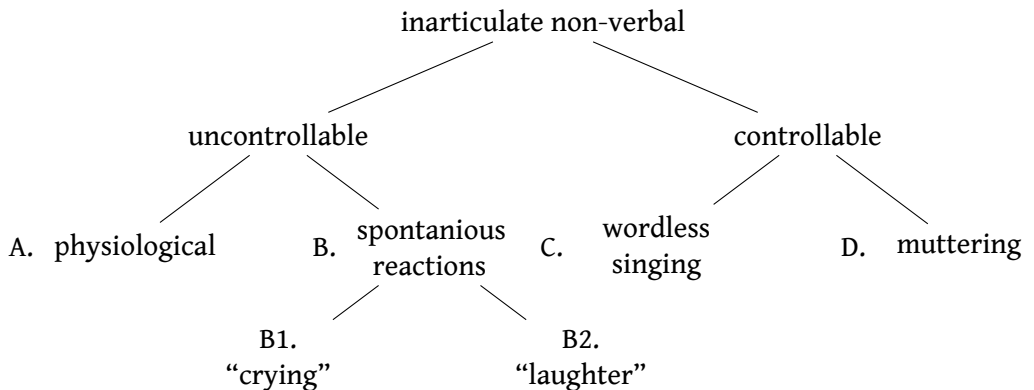 inarticulate non-verbal
uncontrollable
controllable
A. physiological
B. spontanious
reactions
C. wordless
singing
D. muttering
B1.
“crying”
B2.
“laughter”